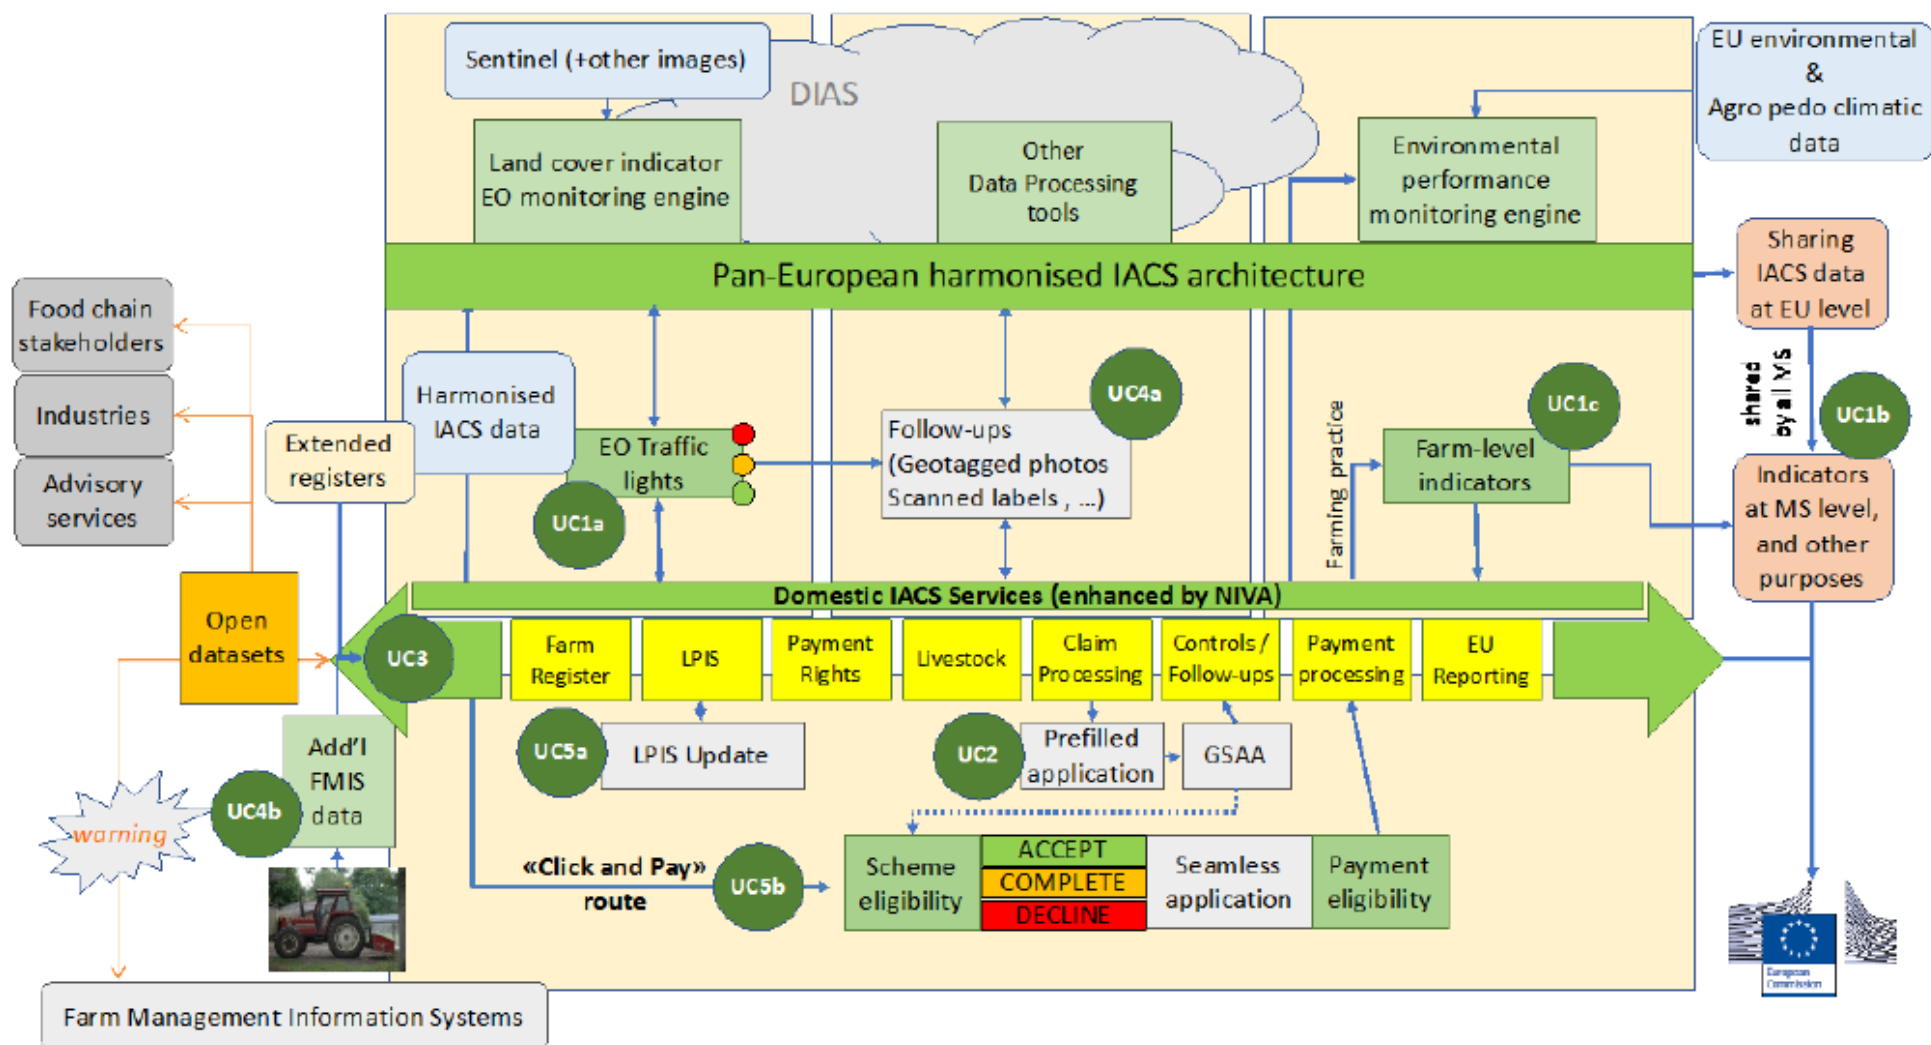 Sentinel (+other images)
DIAS
EU environmental
&
Agro pedo climatic
data
Land cover indicator
EO monitoring engine
Other
Data Processing
tools
Environmental
performance
monitoring engine
Pan-European harmonised IACS architecture
Sharing
IACS data
at EU level
Food chain
stakeholders
Industries
Advisory
services
Extended
registers
Harmonised
IACS data
EO Traffic
lights
UC1a
Follow-ups
(Geotagged photos
Scanned labels , ...)
UC4a
Farming practice
Farm-level
indicators
UC1c
shared
by all MS
UC1b
Indicators
at MS level,
and other
purposes
Domestic IACS Services (enhanced by NIVA)
Open
datasets
UC3
Farm
Register
LPIS
Payment
Rights
Livestock
Claim
Processing
Controls /
Follow-ups
Payment
processing
EU
Reporting
Add'l
FMIS
data
UC4b
warning
UC5a
LPIS Update
UC2
Prefilled
application
GSAA
«Click and Pay»
route
UC5b
Scheme
eligibility
ACCEPT
COMPLETE
DECLINE
Seamless
application
Payment
eligibility
European
Commission
Farm Management Information Systems